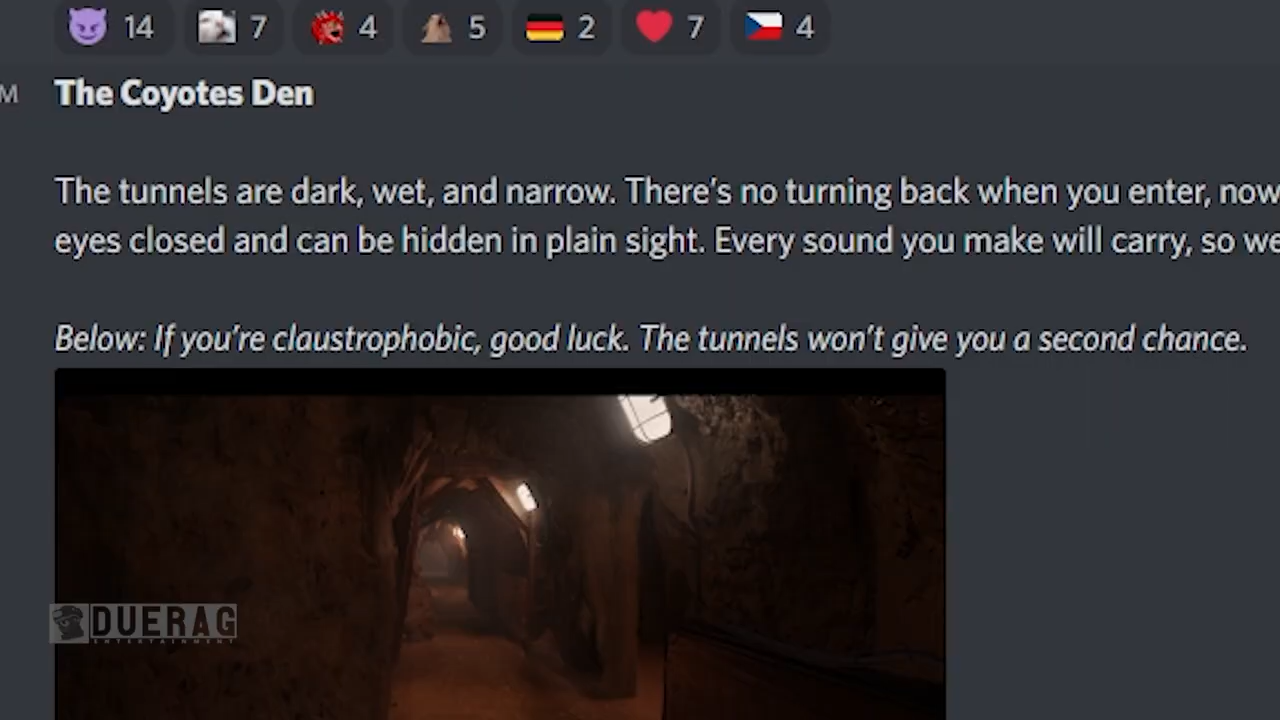 14 7 4 5 2 7 4
M The Coyotes Den
The tunnels are dark, wet, and narrow. There's no turning back when you enter, now
eyes closed and can be hidden in plain sight. Every sound you make will carry, so we
Below: If you're claustrophobic, good luck. The tunnels won't give you a second chance.
DUERAG
ENTERTAINMENT